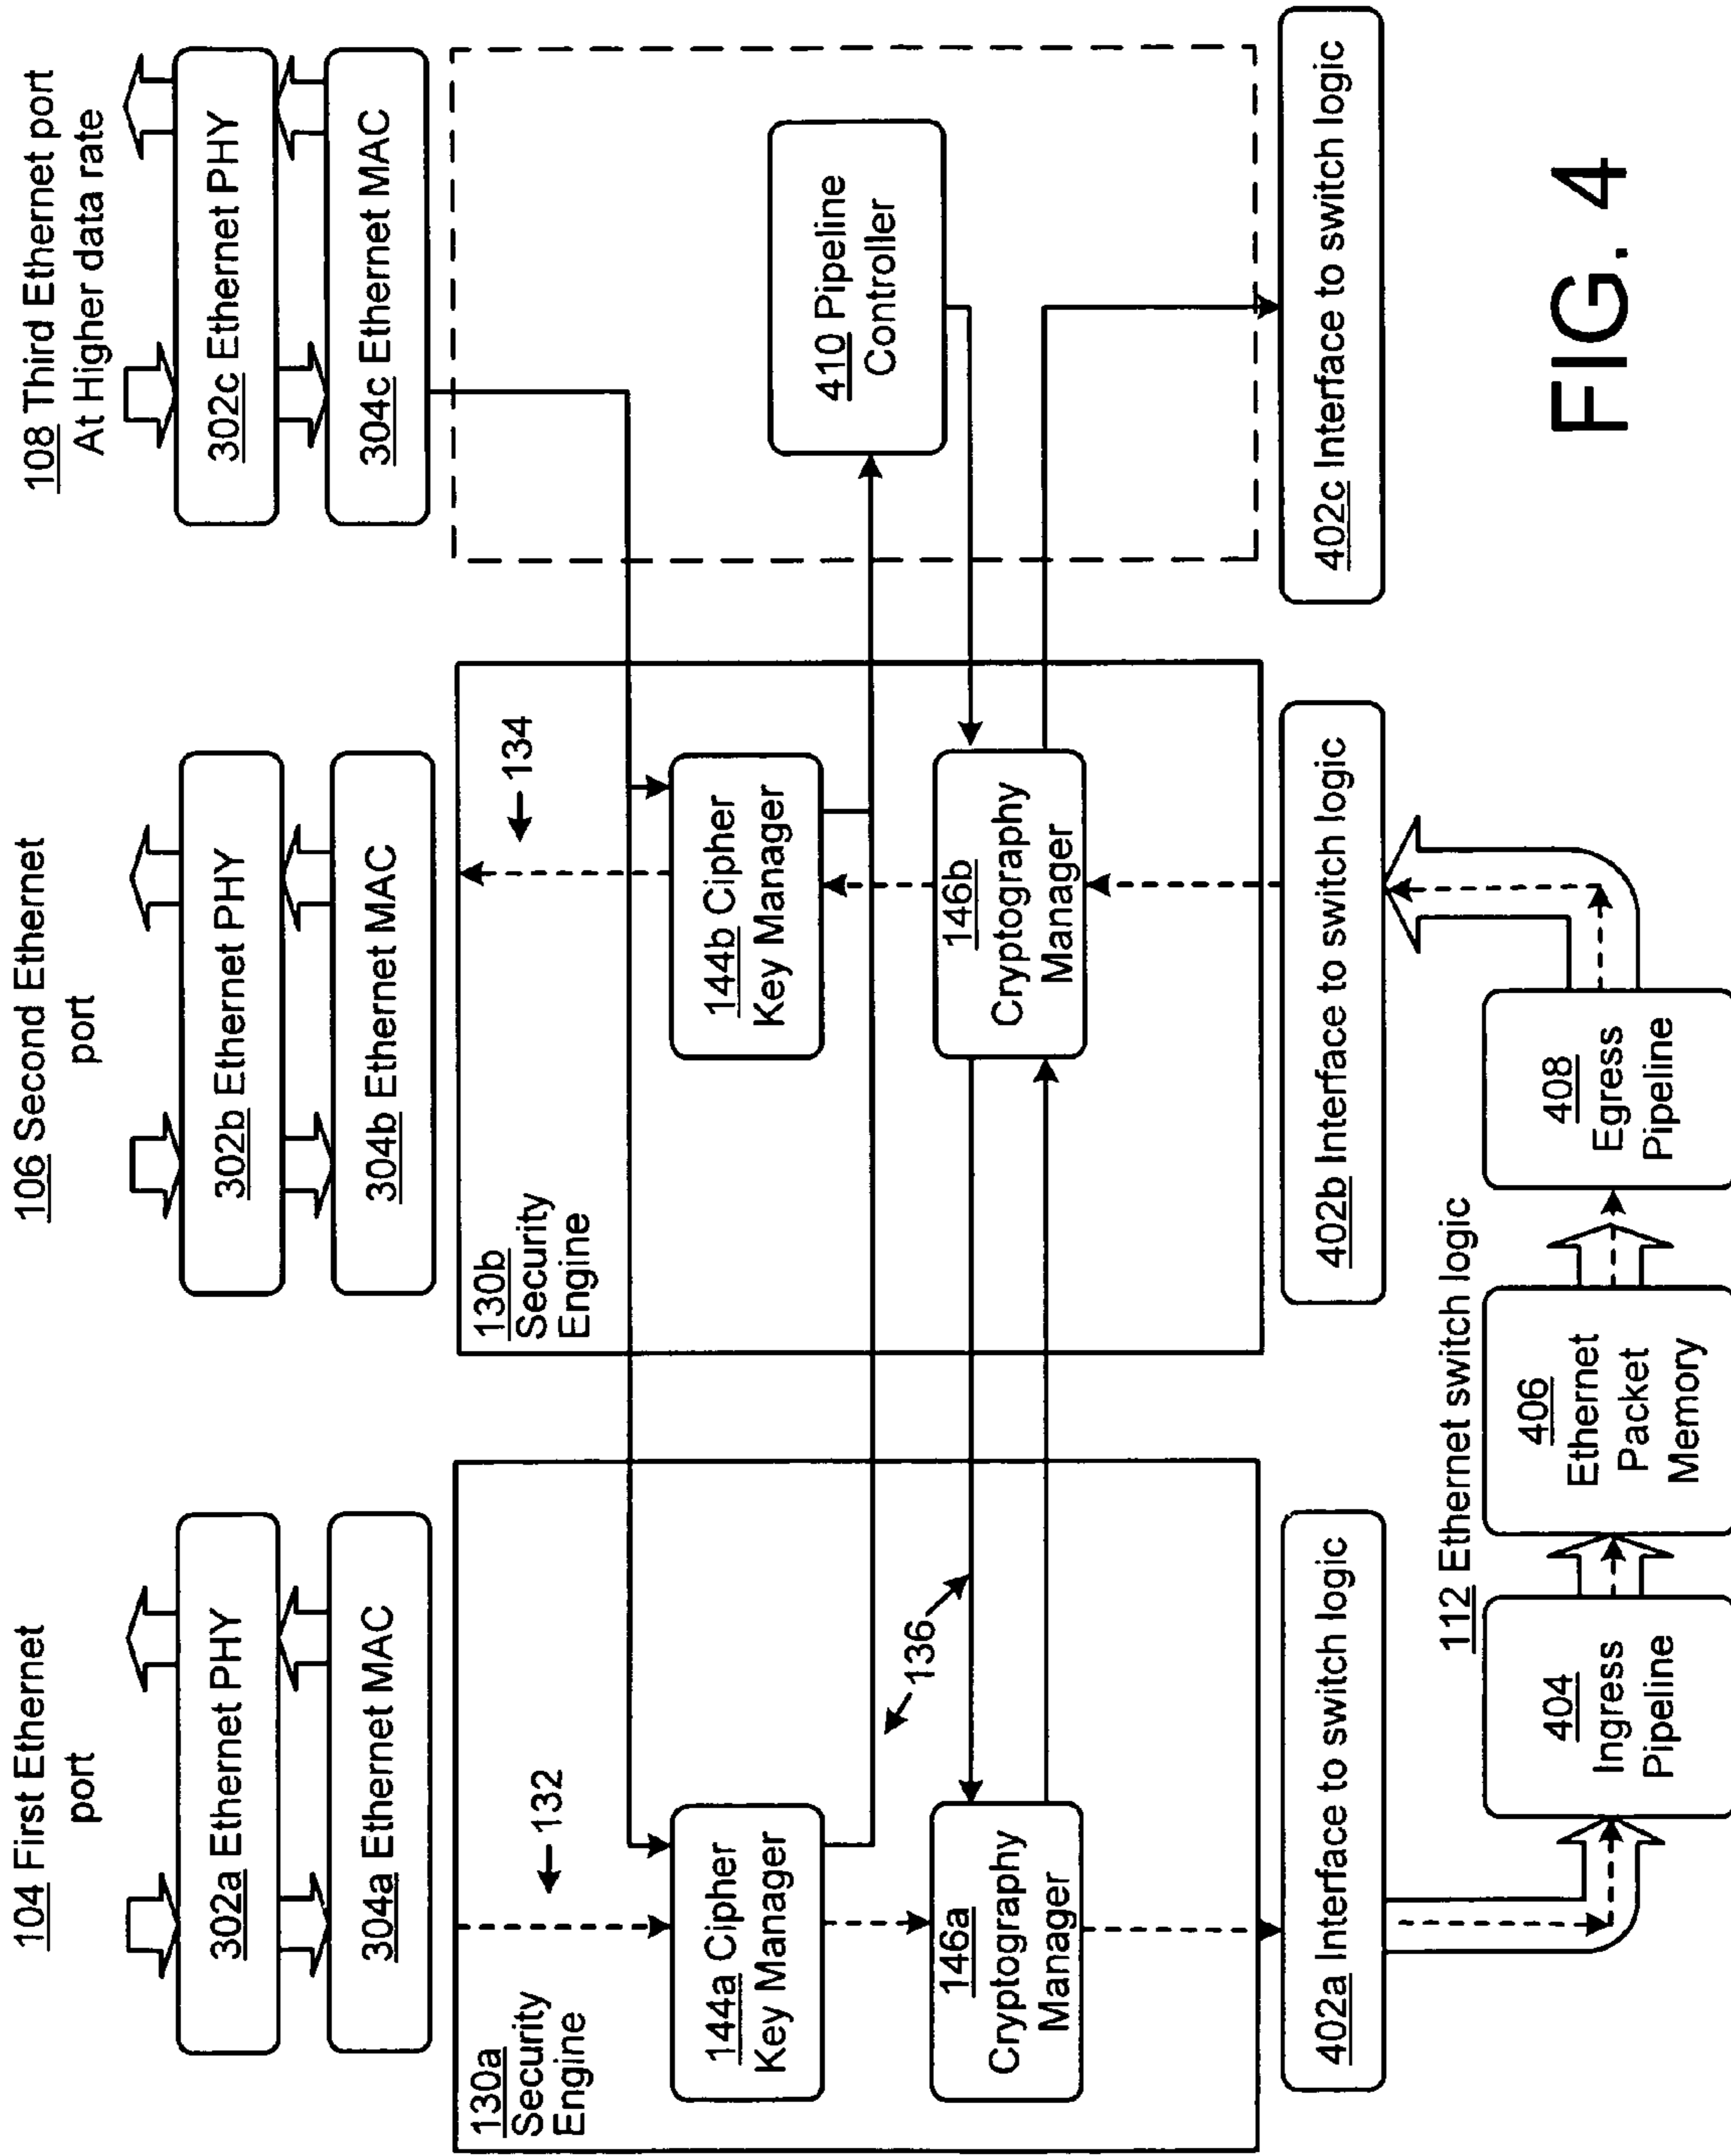 104 First Ethernet
port
106 Second Ethernet
port
108 Third Ethernet port
At Higher data rate
302a Ethernet PHY
302b Ethernet PHY
302c Ethernet PHY
304a Ethernet MAC
304b Ethernet MAC
304c Ethernet MAC
130a
Security
Engine
132
144a Cipher
Key Manager
146a
Cryptography
Manager
136
130b
Security
Engine
134
144b Cipher
Key Manager
146b
Cryptography
Manager
410 Pipeline
Controller
402a Interface to switch logic
402b Interface to switch logic
402c Interface to switch logic
112 Ethernet switch logic
404
Ingress
Pipeline
406
Ethernet
Packet
Memory
408
Egress
Pipeline
FIG. 4